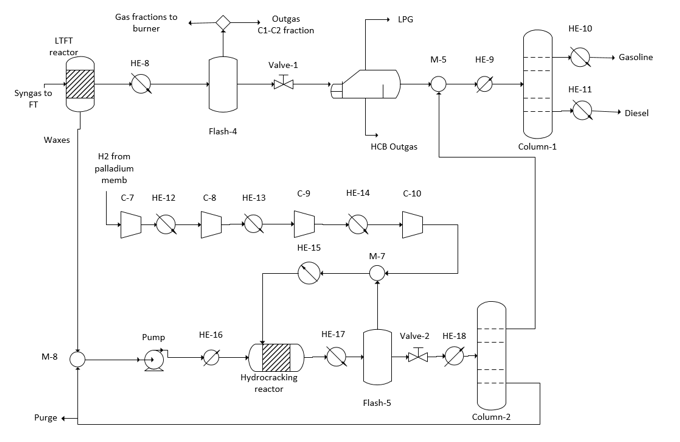 Gas fractions to
burner
Outgas
C1-C2 fraction
LPG
LTFT
reactor
HE-8
Valve-1
M-5
HE-9
HE-10
Gasoline
HE-11
Diesel
Syngas to
FT
Flash-4
HCB Outgas
Column-1
Waxes
H2 from
palladium
memb
C-7
HE-12
C-8
HE-13
C-9
HE-14
C-10
HE-15
M-7
M-8
Pump
HE-16
HE-17
Valve-2
HE-18
Hydrocracking
reactor
Flash-5
Column-2
Purge